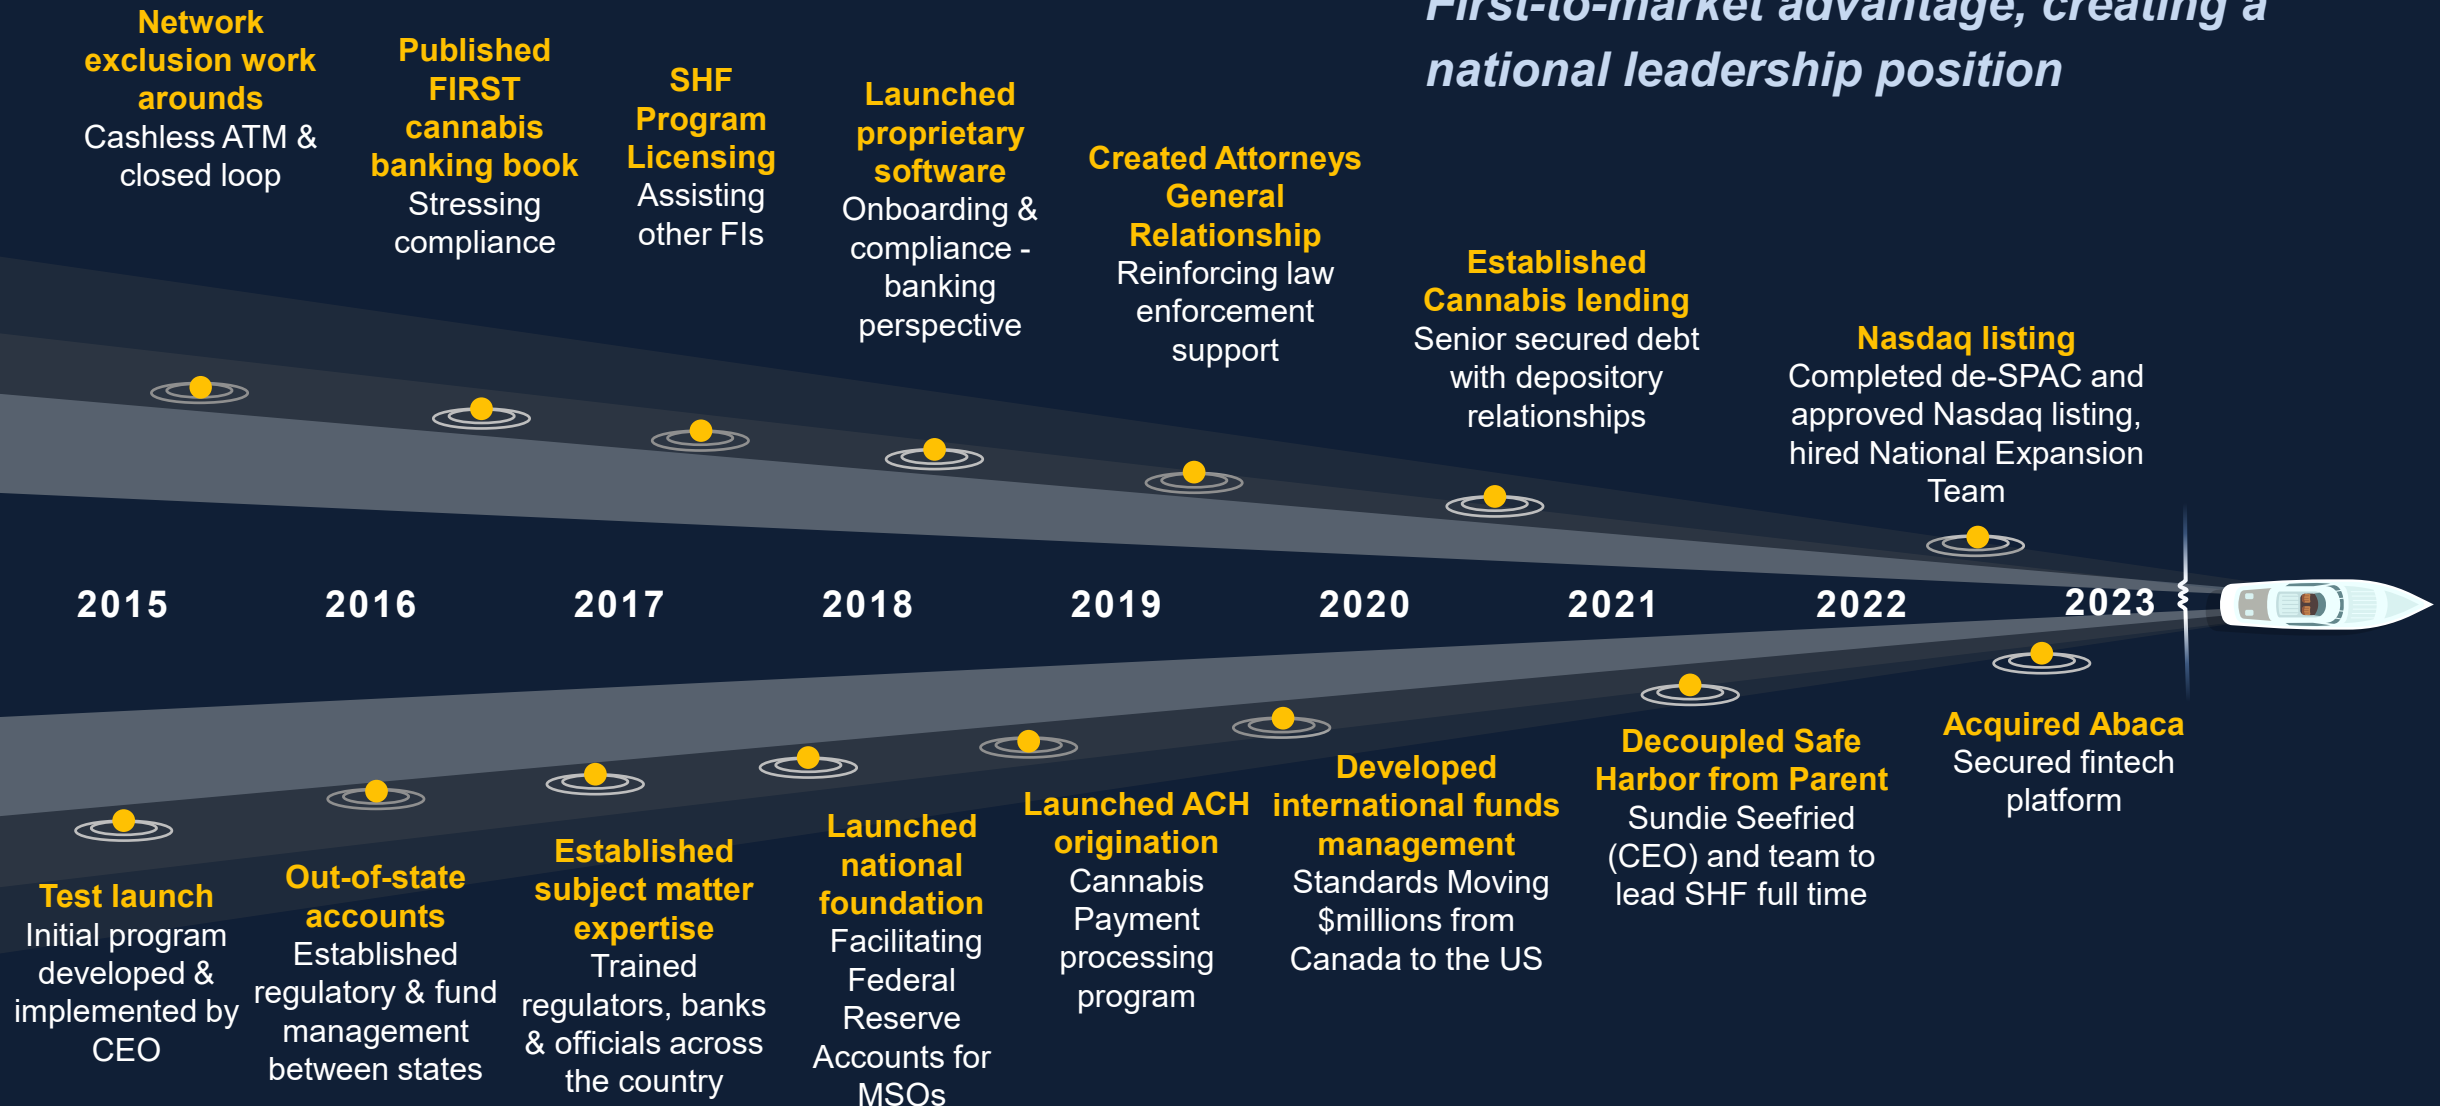 First-to-market advantage, creating a
national leadership position
Network
exclusion work
arounds
Cashless ATM &
closed loop
Published
FIRST
cannabis
banking book
Stressing
compliance
SHF
Program
Licensing
Assisting
other FIs
Launched
proprietary
software
Onboarding &
compliance -
banking
perspective
Created Attorneys
General
Relationship
Reinforcing law
enforcement
support
Established
Cannabis lending
Senior secured debt
with depository
relationships
Nasdaq listing
Completed de-SPAC and
approved Nasdaq listing,
hired National Expansion
Team
2015
2016
2017
2018
2019
2020
2021
2022
2023
Test launch
Initial program
developed &
implemented by
CEO
Out-of-state
accounts
Established
regulatory & fund
management
between states
Established
subject matter
expertise
Trained
regulators, banks
& officials across
the country
Launched
national
foundation
Facilitating
Federal
Reserve
Accounts for
MSOs
Launched ACH
origination
Cannabis
Payment
processing
program
Developed
international funds
management
Standards Moving
$millions from
Canada to the US
Decoupled Safe
Harbor from Parent
Sundie Seefried
(CEO) and team to
lead SHF full time
Acquired Abaca
Secured fintech
platform